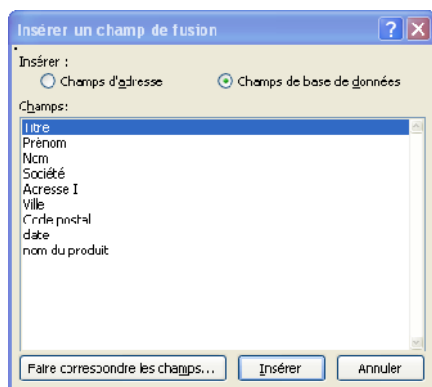 Insérer un champ de fusion
Insérer :
Champs d'adresse
Champs de base de données
Champs:
Titre
Prénom
Nom
Société
Adresse 1
Ville
Code postal
date
nom du produit
Faire correspondre les champs...
Insérer
Annuler